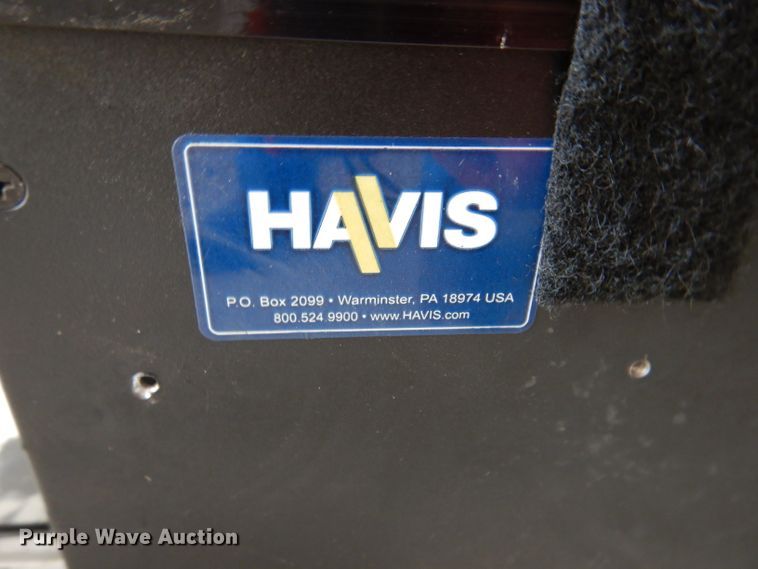 HAVIS
P.O. Box 2099 • Warminster, PA 18974 USA
800.524.9900 • www.HAVIS.com
Purple Wave Auction